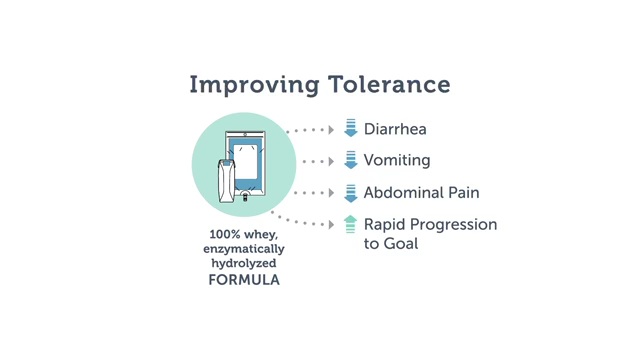 Improving Tolerance
Diarrhea
Vomiting
Abdominal Pain
Rapid Progression
to Goal
100% whey,
enzymatically
hydrolyzed
FORMULA